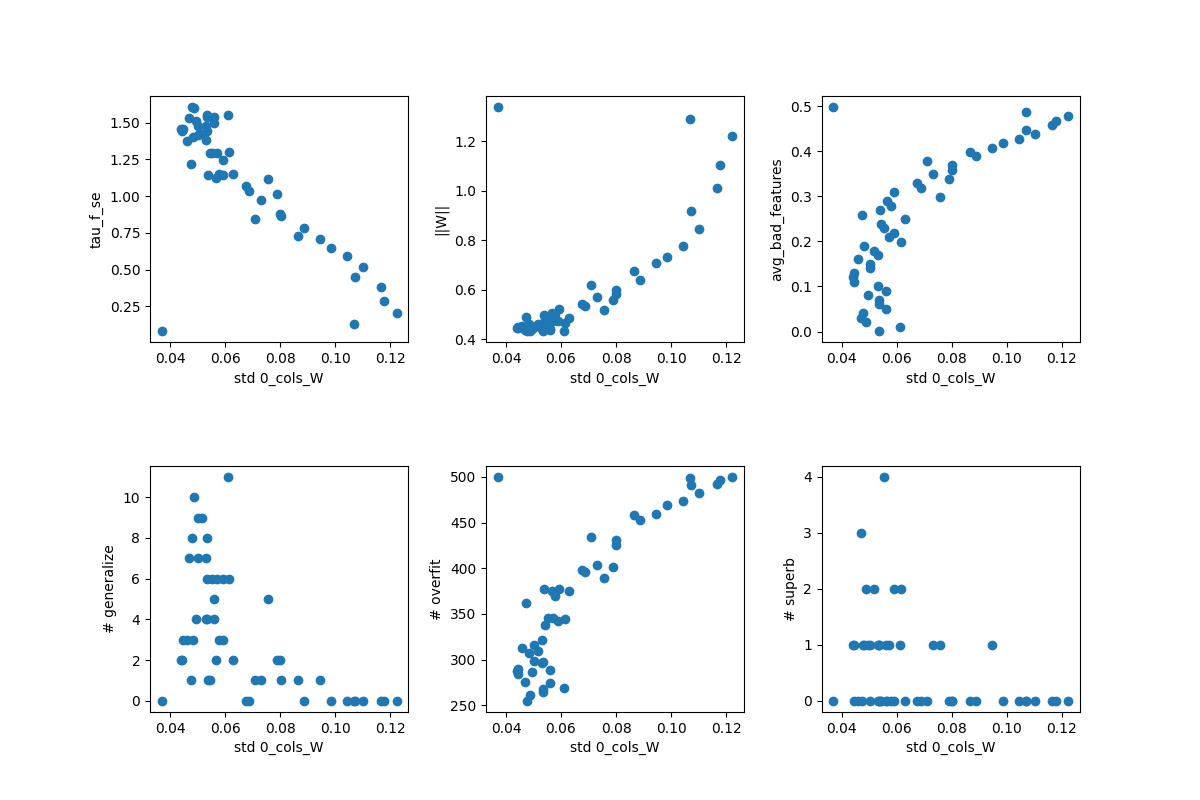 tau_f_se
1.50
1.25
1.00
0.75
0.50
0.25
0.04 0.06 0.08 0.10 0.12
std 0_cols_W
||W||
1.2
1.0
0.8
0.6
0.4
0.04 0.06 0.08 0.10 0.12
std 0_cols_W
avg_bad_features
0.5
0.4
0.3
0.2
0.1
0.0
0.04 0.06 0.08 0.10 0.12
std 0_cols_W
# generalize
10
8
6
4
2
0
0.04 0.06 0.08 0.10 0.12
std 0_cols_W
# overfit
500
450
400
350
300
250
0.04 0.06 0.08 0.10 0.12
std 0_cols_W
# superb
4
3
2
1
0
0.04 0.06 0.08 0.10 0.12
std 0_cols_W